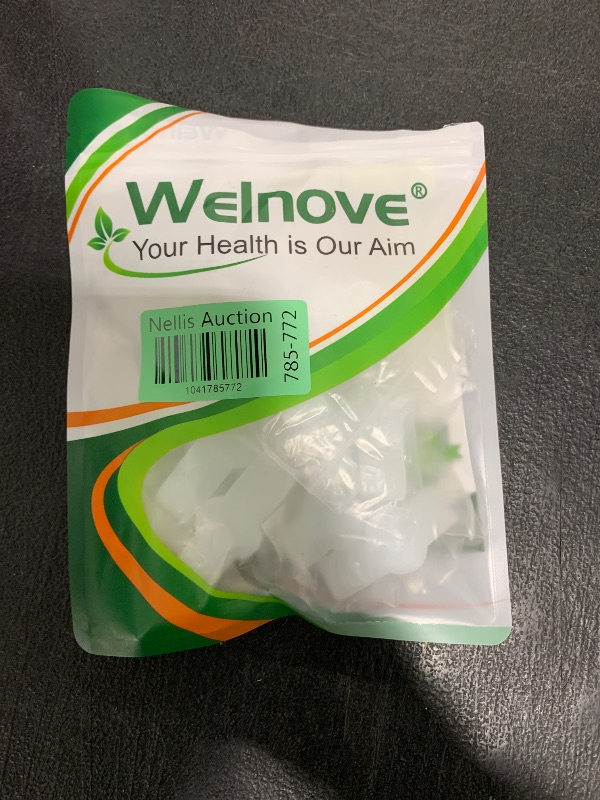 Welnove®
Your Health is Our Aim
Nellis Auction
785-772
1041785772